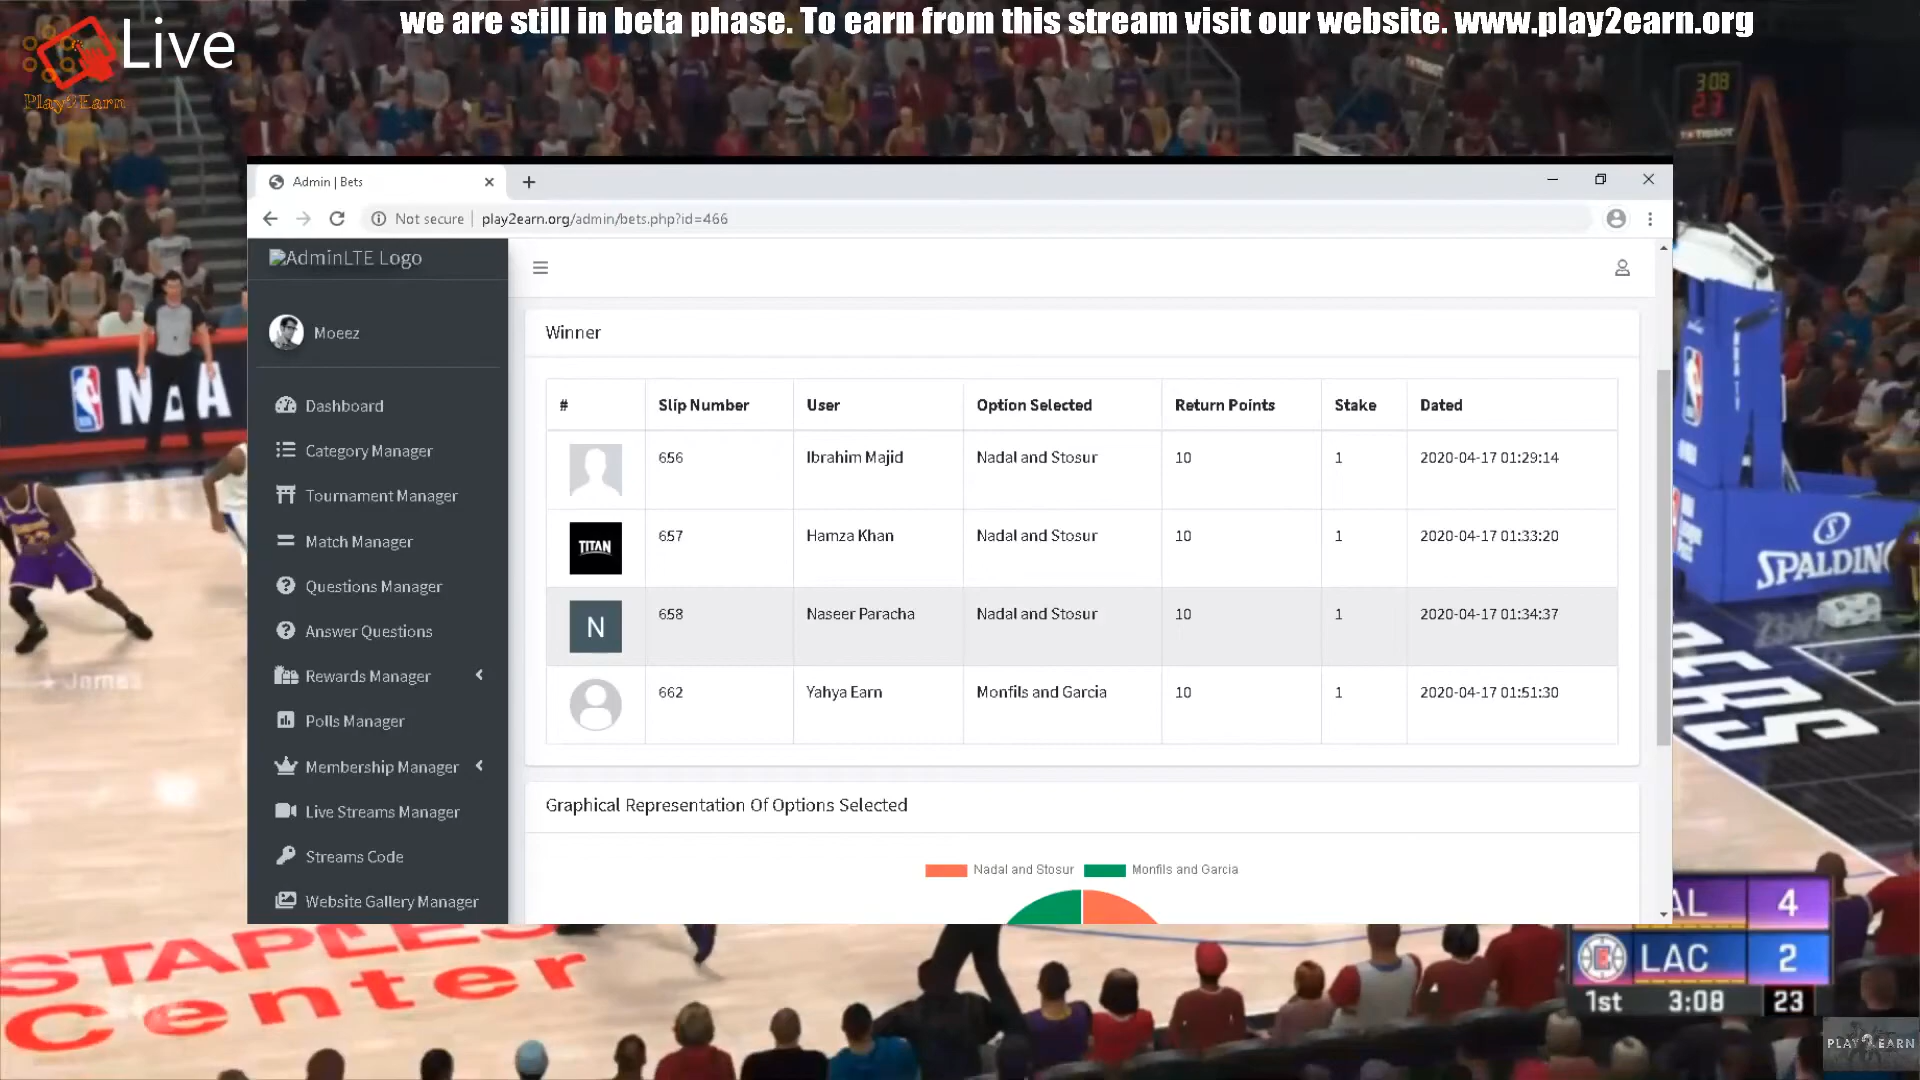 we are still in beta phase. To earn from this stream visit our website. www.play2earn.org
Live
Play2Earn
3:08
23
TISSOT
Admin | Bets
Not secure | play2earn.org/admin/bets.php?id=466
AdminLTE Logo
Moeez
Dashboard
Category Manager
Tournament Manager
Match Manager
Questions Manager
Answer Questions
Rewards Manager
Polls Manager
Membership Manager
Live Streams Manager
Streams Code
Website Gallery Manager
Winner
# Slip Number User Option Selected Return Points Stake Dated
656 Ibrahim Majid Nadal and Stosur 10 1 2020-04-17 01:29:14
TITAN 657 Hamza Khan Nadal and Stosur 10 1 2020-04-17 01:33:20
N 658 Naseer Paracha Nadal and Stosur 10 1 2020-04-17 01:34:37
662 Yahya Earn Monfils and Garcia 10 1 2020-04-17 01:51:30
Graphical Representation Of Options Selected
Nadal and Stosur Monfils and Garcia
James
SPALDING
STAPLES
Center
AL 4
LAC 2
1st 3:08 23
PLAY2EARN